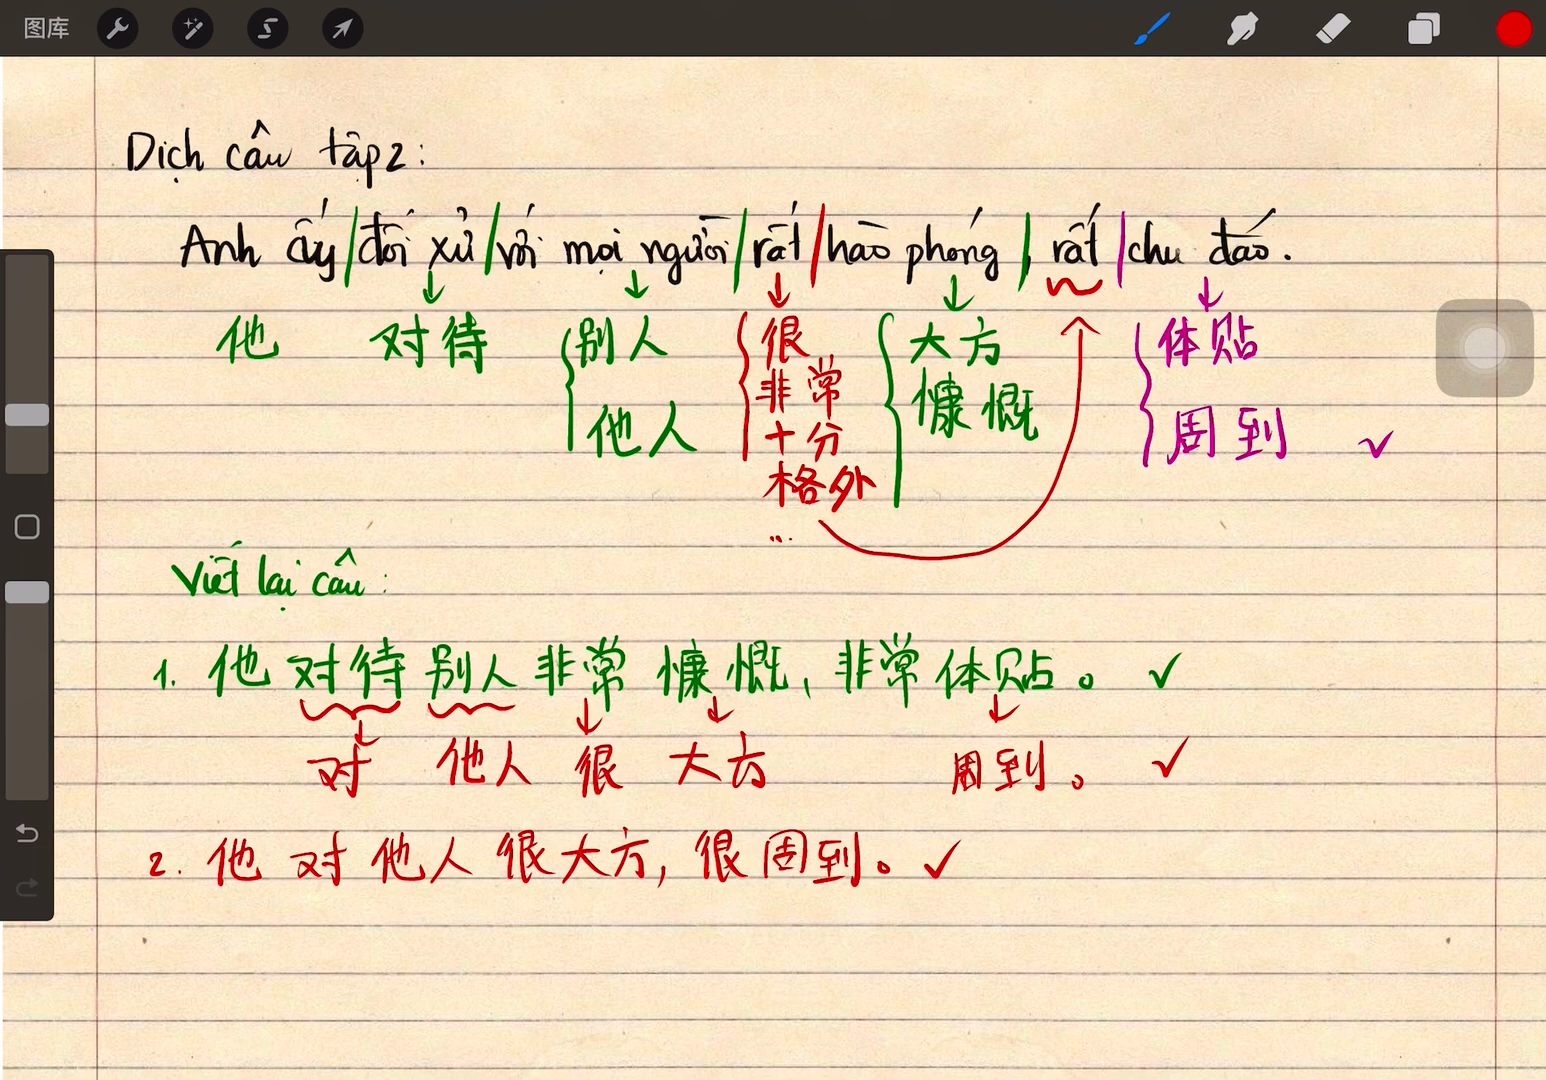 图库
Dịch câu tập 2:
Anh ấy/đối xử/với mọi người/rất/hào phóng/, rất/chu đáo.
他 对待 别人 很 大方 体贴
非常 慷慨
他人 十分 周到 ✓
格外
...
Viết lại câu:
1. 他对待别人非常慷慨, 非常体贴。 ✓
对 他人 很 大方 周到。 ✓
2. 他对他人很大方, 很周到。✓